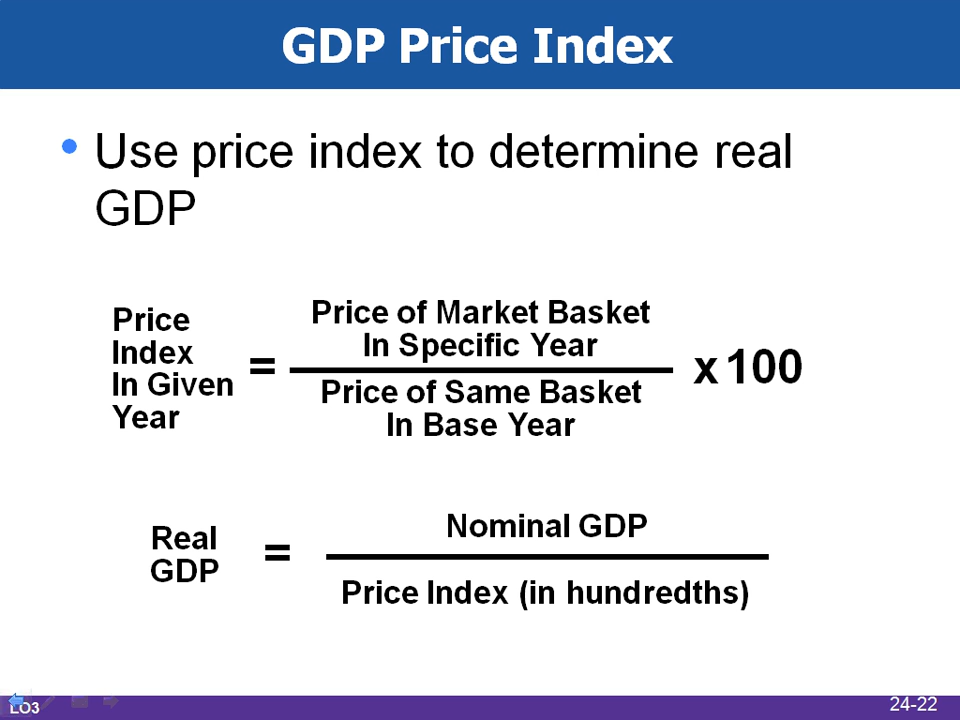 GDP Price Index
• Use price index to determine real
GDP
Price
Index
In Given
Year
=
Price of Market Basket
In Specific Year
Price of Same Basket
In Base Year
x 100
Real
GDP
=
Nominal GDP
Price Index (in hundredths)
LO3
24-22